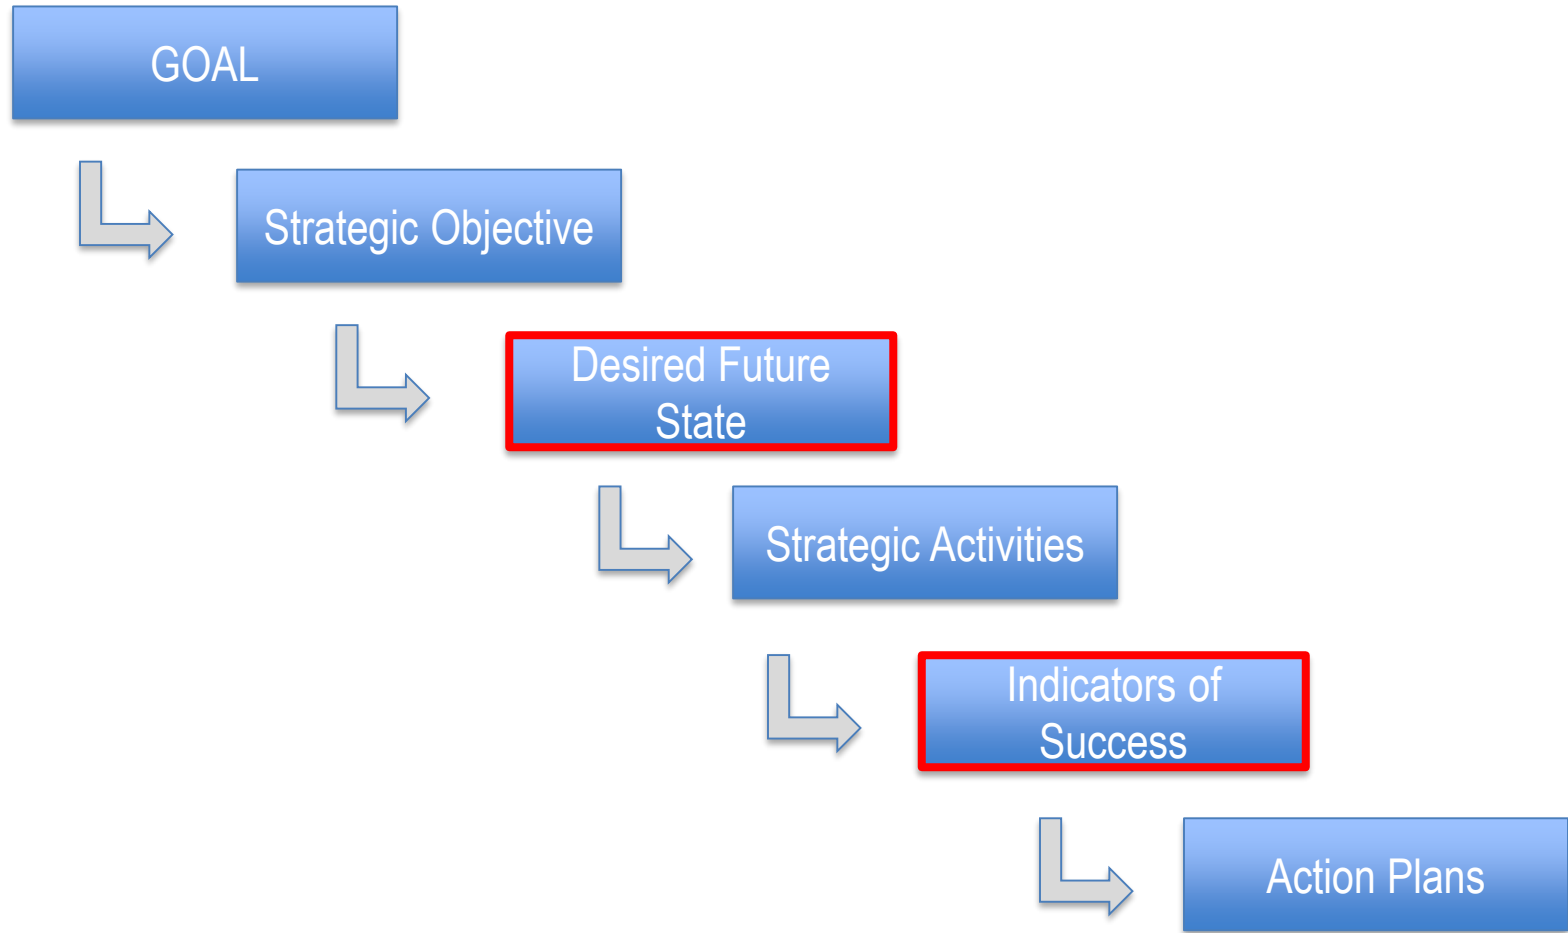 GOAL
Strategic Objective
Desired Future
State
Strategic Activities
Indicators of
Success
Action Plans